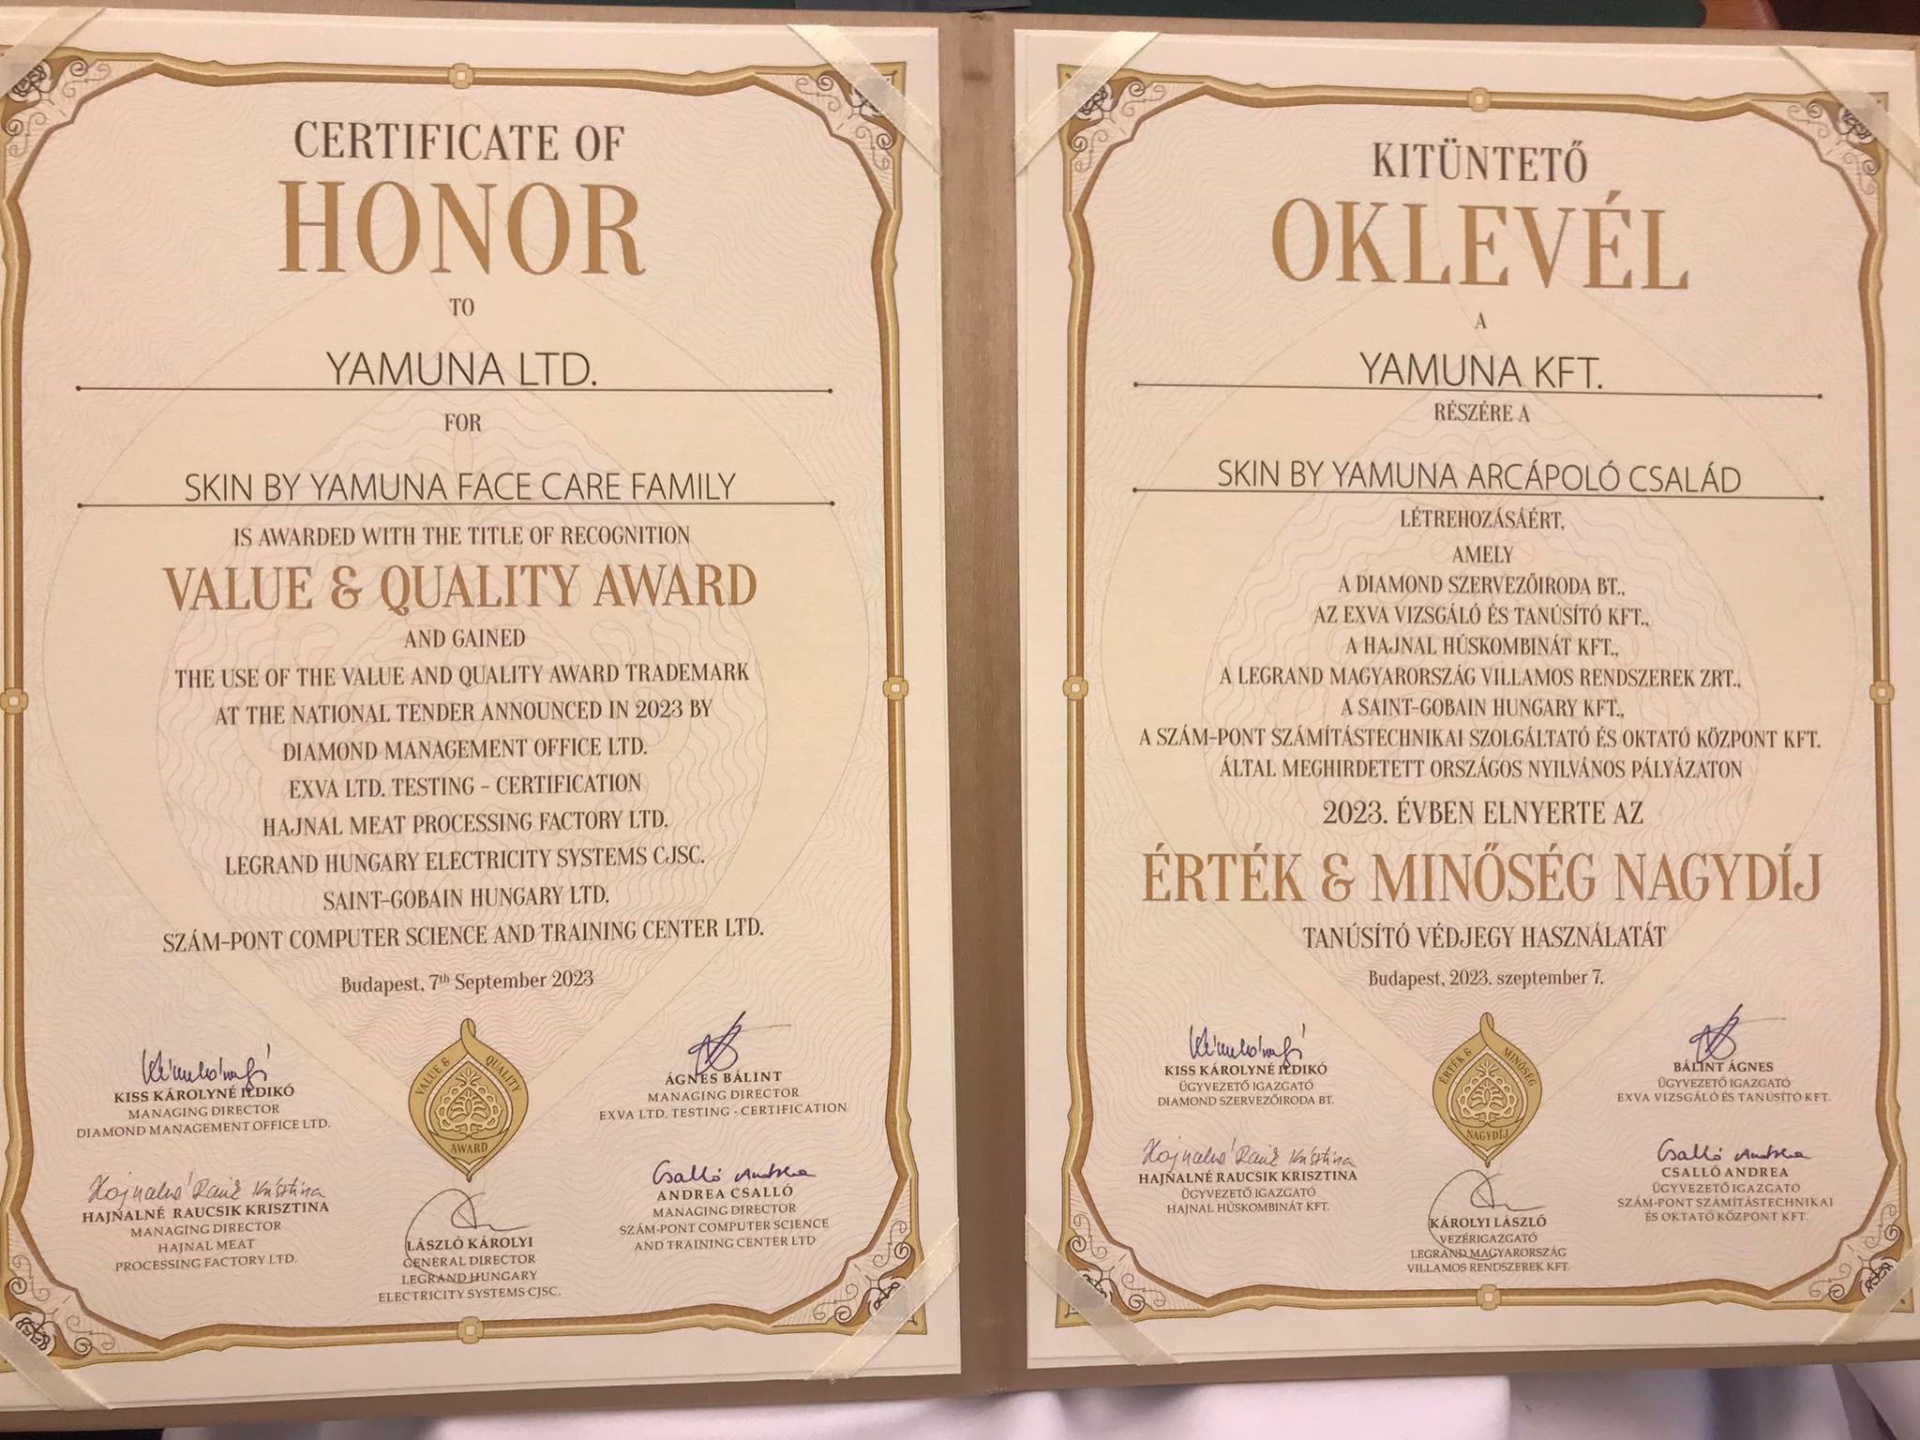 CERTIFICATE OF
HONOR
TO
YAMUNA LTD.
FOR
SKIN BY YAMUNA FACE CARE FAMILY
IS AWARDED WITH THE TITLE OF RECOGNITION
VALUE & QUALITY AWARD
AND GAINED
THE USE OF THE VALUE AND QUALITY AWARD TRADEMARK
AT THE NATIONAL TENDER ANNOUNCED IN 2023 BY
DIAMOND MANAGEMENT OFFICE LTD.
EXVA LTD. TESTING – CERTIFICATION
HAJNAL MEAT PROCESSING FACTORY LTD.
LEGRAND HUNGARY ELECTRICITY SYSTEMS CJSC.
SAINT-GOBAIN HUNGARY LTD.
SZÁM-PONT COMPUTER SCIENCE AND TRAINING CENTER LTD.
Budapest, 7th September 2023
KISS KÁROLYNÉ ILDIKÓ
MANAGING DIRECTOR
DIAMOND MANAGEMENT OFFICE LTD.
VALUE & QUALITY
AWARD
ÁGNES BÁLINT
MANAGING DIRECTOR
EXVA LTD. TESTING - CERTIFICATION
Hajnalné Raucsik Krisztina
HAJNALNÉ RAUCSIK KRISZTINA
MANAGING DIRECTOR
HAJNAL MEAT
PROCESSING FACTORY LTD.
LÁSZLÓ KÁROLYI
GENERAL DIRECTOR
LEGRAND HUNGARY
ELECTRICITY SYSTEMS CJSC.
Csalló Andrea
ANDREA CSALLÓ
MANAGING DIRECTOR
SZÁM-PONT COMPUTER SCIENCE
AND TRAINING CENTER LTD
KITÜNTETŐ
OKLEVÉL
A
YAMUNA KFT.
RÉSZÉRE A
SKIN BY YAMUNA ARCÁPOLÓ CSALÁD
LÉTREHOZÁSÁÉRT,
AMELY
A DIAMOND SZERVEZŐIRODA BT.,
AZ EXVA VIZSGÁLÓ ÉS TANÚSÍTÓ KFT.,
A HAJNAL HÚSKOMBINÁT KFT.,
A LEGRAND MAGYARORSZÁG VILLAMOS RENDSZEREK ZRT.,
A SAINT-GOBAIN HUNGARY KFT.,
A SZÁM-PONT SZÁMÍTÁSTECHNIKAI SZOLGÁLTATÓ ÉS OKTATÓ KÖZPONT KFT.
ÁLTAL MEGHIRDETETT ORSZÁGOS NYILVÁNOS PÁLYÁZATON
2023. ÉVBEN ELNYERTE AZ
ÉRTÉK & MINŐSÉG NAGYDÍJ
TANÚSÍTÓ VÉDJEGY HASZNÁLATÁT
Budapest, 2023. szeptember 7.
KISS KÁROLYNÉ ILDIKÓ
ÜGYVEZETŐ IGAZGATÓ
DIAMOND SZERVEZŐIRODA BT.
ÉRTÉK & MINŐSÉG
NAGYDÍJ
BÁLINT ÁGNES
ÜGYVEZETŐ IGAZGATÓ
EXVA VIZSGÁLÓ ÉS TANÚSÍTÓ KFT.
Hajnalné Raucsik Krisztina
HAJNALNÉ RAUCSIK KRISZTINA
ÜGYVEZETŐ IGAZGATÓ
HAJNAL HÚSKOMBINÁT KFT.
KÁROLYI LÁSZLÓ
VEZÉRIGAZGATÓ
LEGRAND MAGYARORSZÁG
VILLAMOS RENDSZEREK KFT.
Csalló Andrea
CSALLÓ ANDREA
ÜGYVEZETŐ IGAZGATÓ
SZÁM-PONT SZÁMÍTÁSTECHNIKAI
ÉS OKTATÓ KÖZPONT KFT.